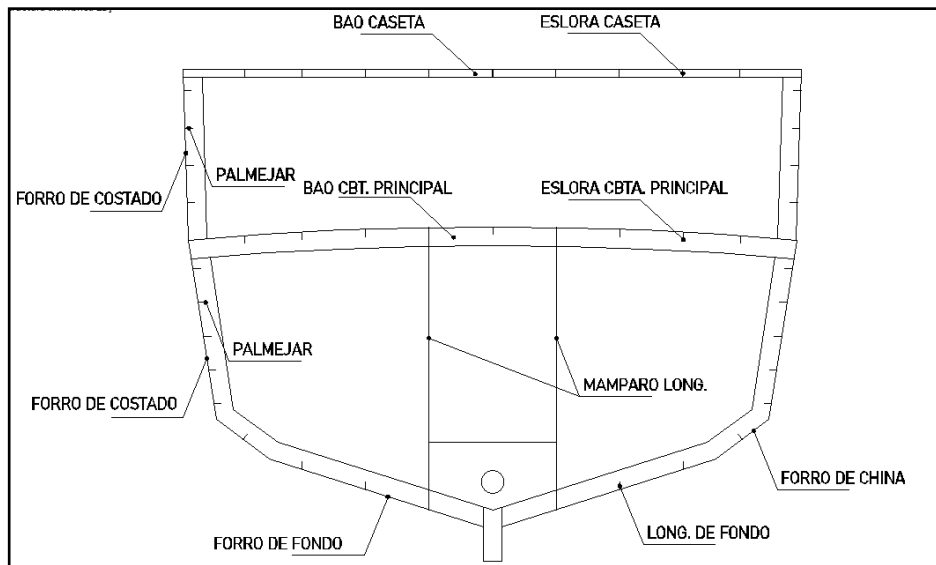 BAO CASETA
ESLORA CASETA
PALMEJAR
FORRO DE COSTADO
BAO CBT. PRINCIPAL
ESLORA CBTA. PRINCIPAL
PALMEJAR
FORRO DE COSTADO
MAMPARO LONG.
FORRO DE CHINA
FORRO DE FONDO
LONG. DE FONDO